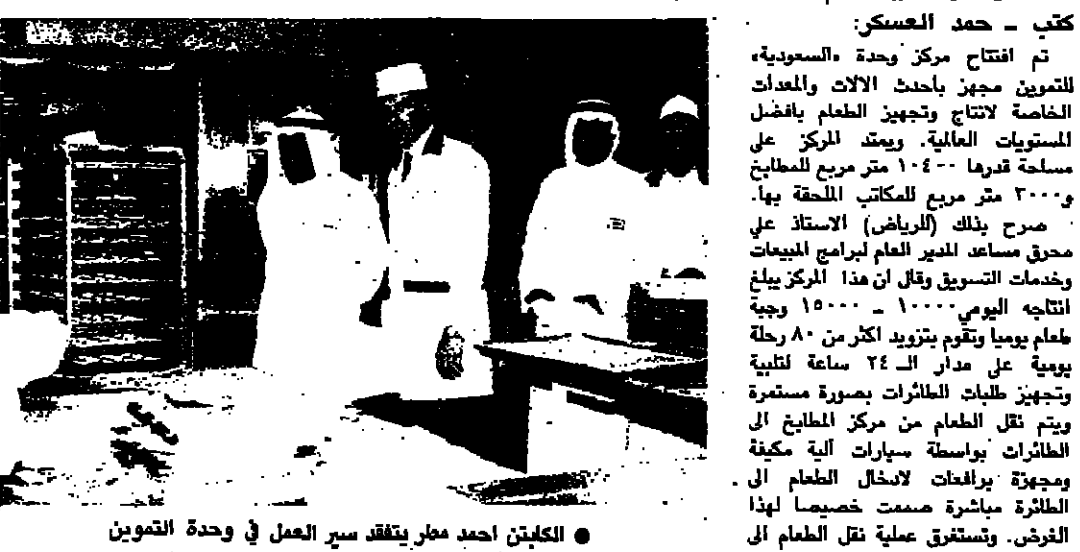 كتب ـ حمد العسكر:
تم افتتاح مركز وحدة «السعودية»
للتموين مجهز بأحدث الالات والمعدات
الخاصة لانتاج وتجهيز الطعام بافضل
المستويات العالمية. ويمتد المركز على
مساحة قدرها ١٠٤٠٠ متر مربع للمطابخ
و٣٠٠٠ متر مربع للمكاتب الملحقة بها.
صرح بذلك (للرياض) الاستاذ علي
محرق مساعد المدير العام لبرامج المبيعات
وخدمات التسويق وقال ان هذا المركز يبلغ
انتاجه اليومي ١٠٠٠٠ ـ ١٥٠٠٠ وجبة
طعام يوميا وتقوم بتزويد اكثر من ٨٠ رحلة
يومية على مدار الـ ٢٤ ساعة لتلبية
وتجهيز طلبات الطائرات بصورة مستمرة
ويتم نقل الطعام من مركز المطابخ الى
الطائرات بواسطة سيارات آلية مكيفة
ومجهزة برافعات لادخال الطعام الى
الطائرة مباشرة صممت خصيصا لهذا
الغرض. وتستغرق عملية نقل الطعام الى
● الكابتن احمد مطر يتفقد سير العمل في وحدة التموين